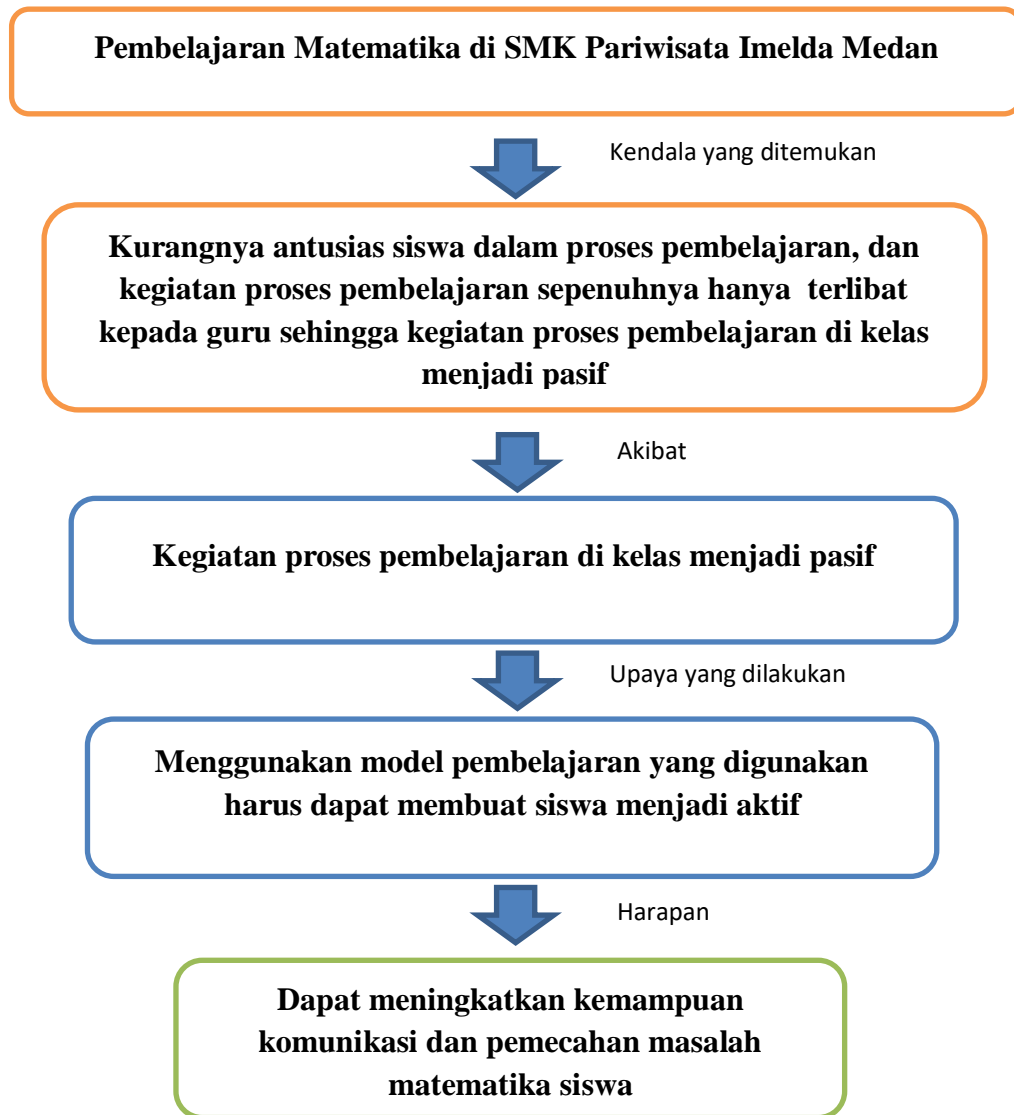 Pembelajaran Matematika di SMK Pariwisata Imelda Medan
Kendala yang ditemukan
Kurangnya antusias siswa dalam proses pembelajaran, dan
kegiatan proses pembelajaran sepenuhnya hanya terlibat
kepada guru sehingga kegiatan proses pembelajaran di kelas
menjadi pasif
Akibat
Kegiatan proses pembelajaran di kelas menjadi pasif
Upaya yang dilakukan
Menggunakan model pembelajaran yang digunakan
harus dapat membuat siswa menjadi aktif
Harapan
Dapat meningkatkan kemampuan
komunikasi dan pemecahan masalah
matematika siswa